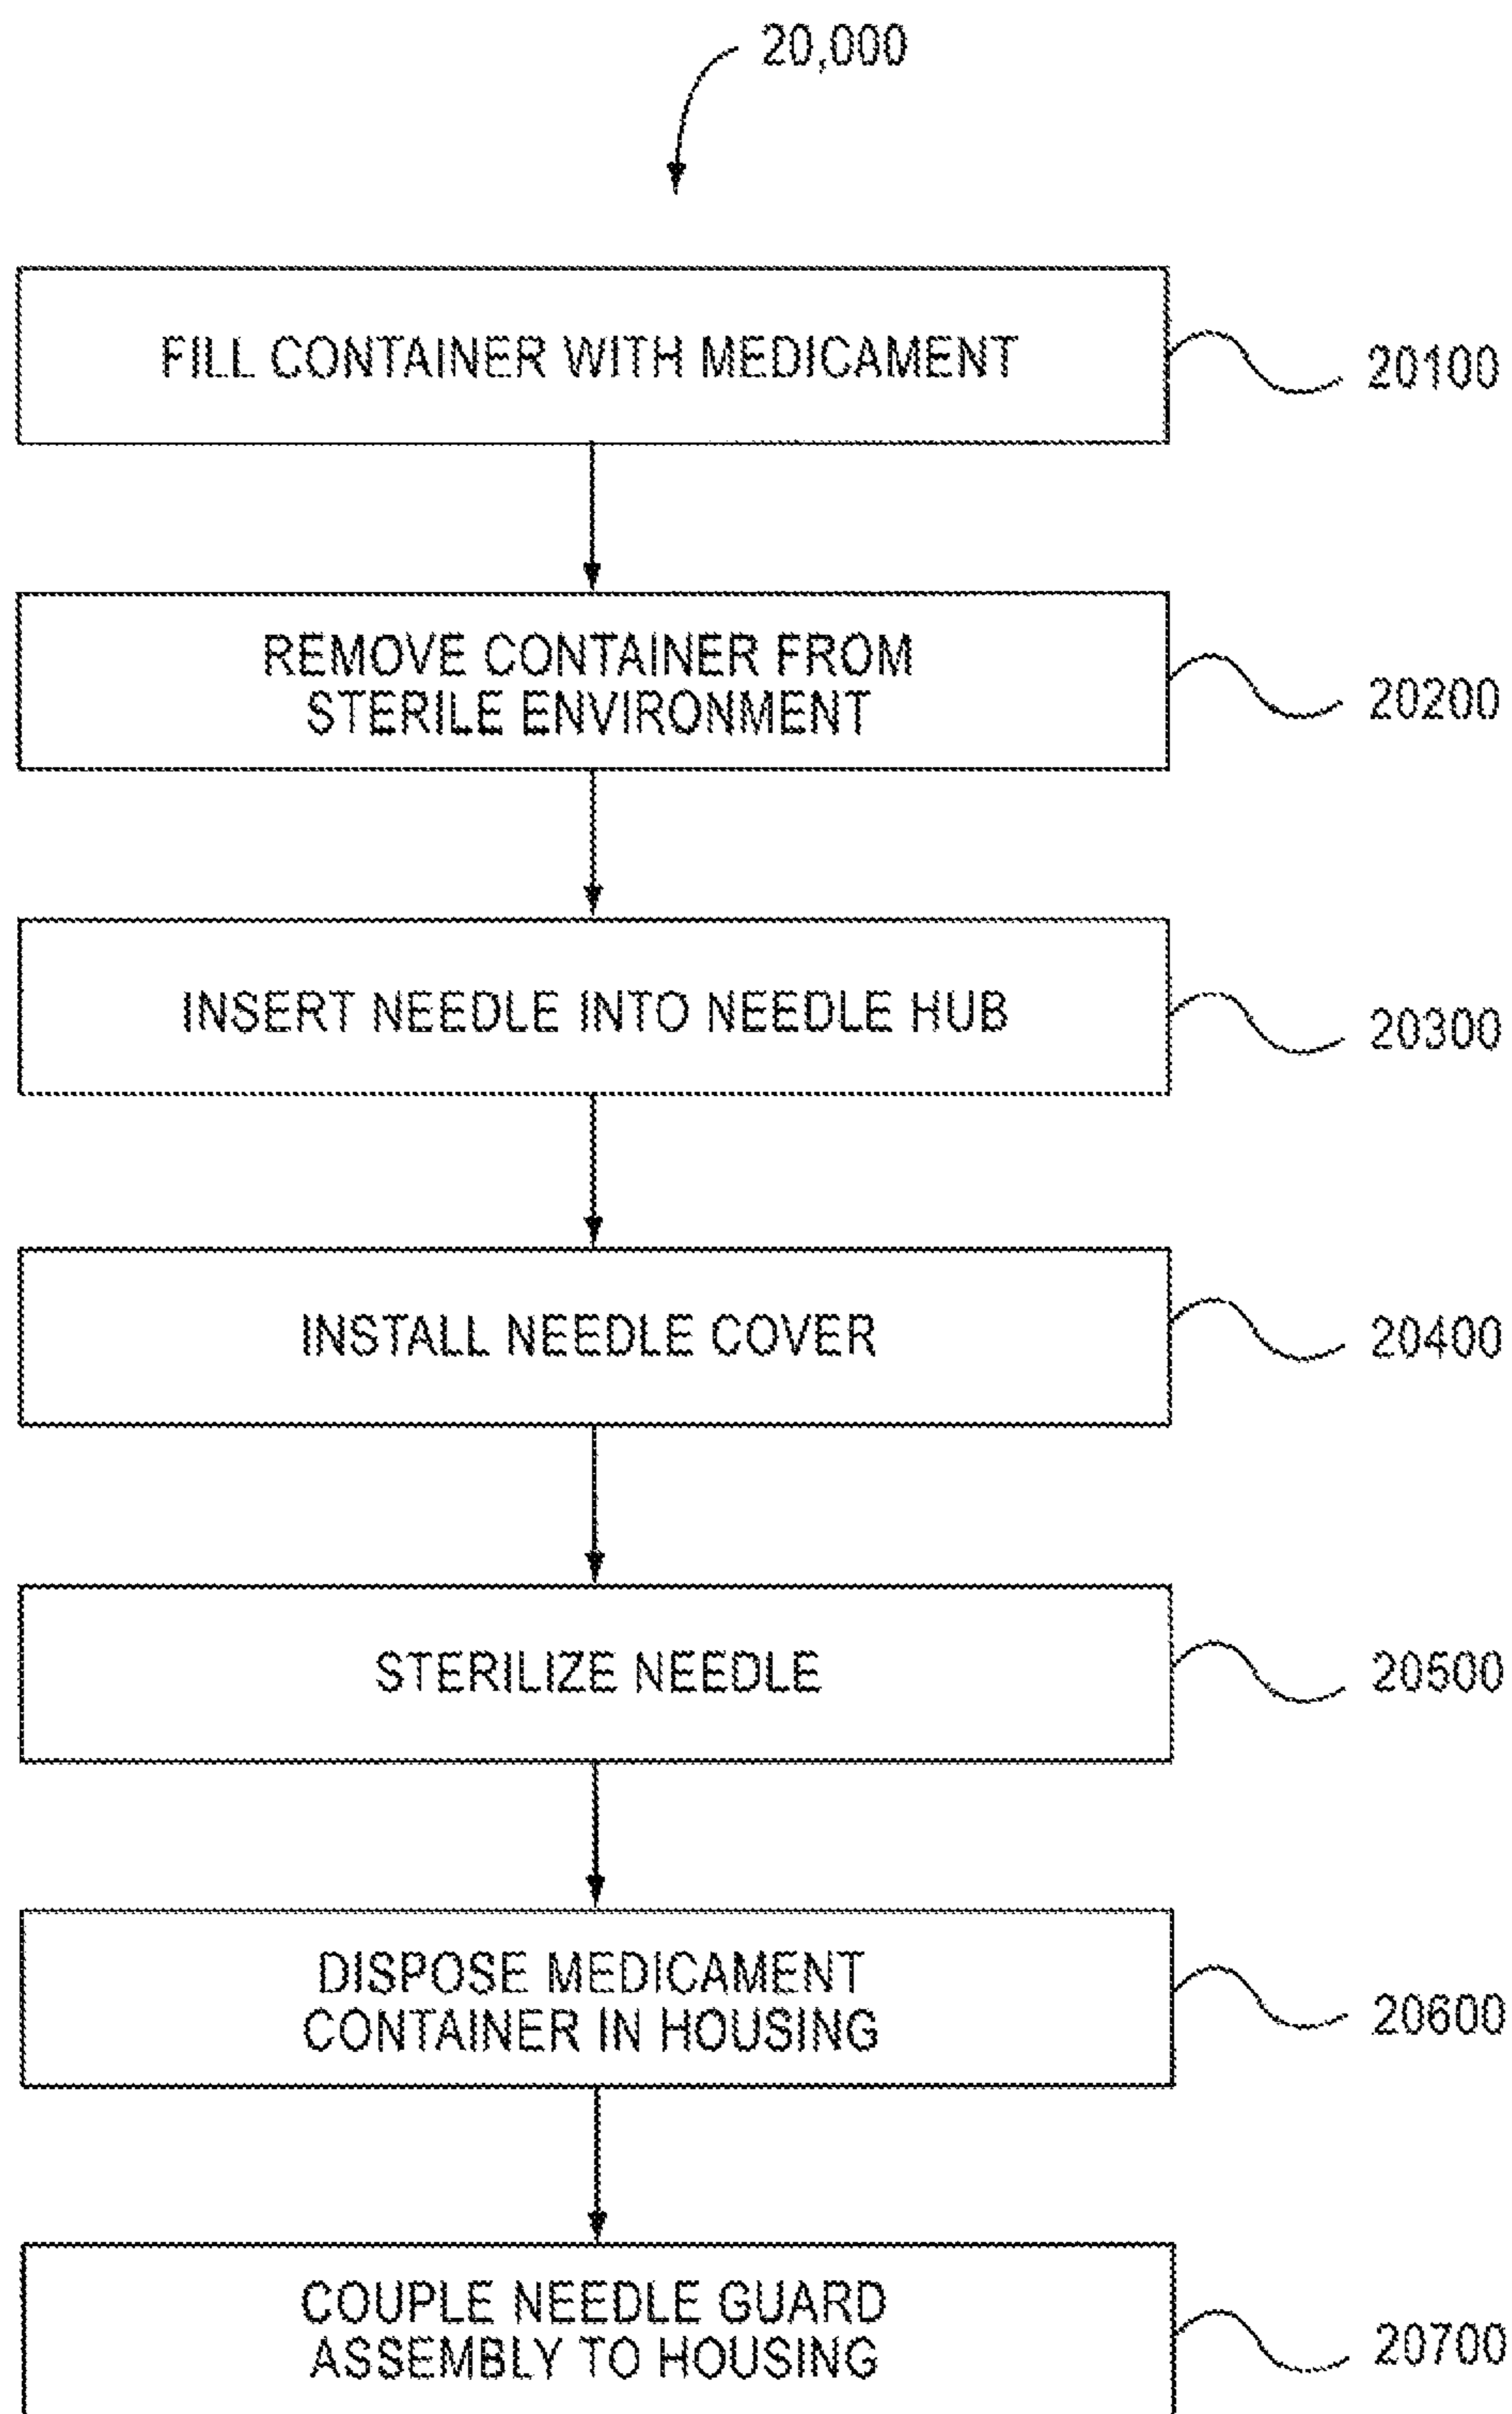 20,000
FILL CONTAINER WITH MEDICAMENT
20100
REMOVE CONTAINER FROM
STERILE ENVIRONMENT
20200
INSERT NEEDLE INTO NEEDLE HUB
20300
INSTALL NEEDLE COVER
20400
STERILIZE NEEDLE
20500
DISPOSE MEDICAMENT
CONTAINER IN HOUSING
20600
COUPLE NEEDLE GUARD
ASSEMBLY TO HOUSING
20700